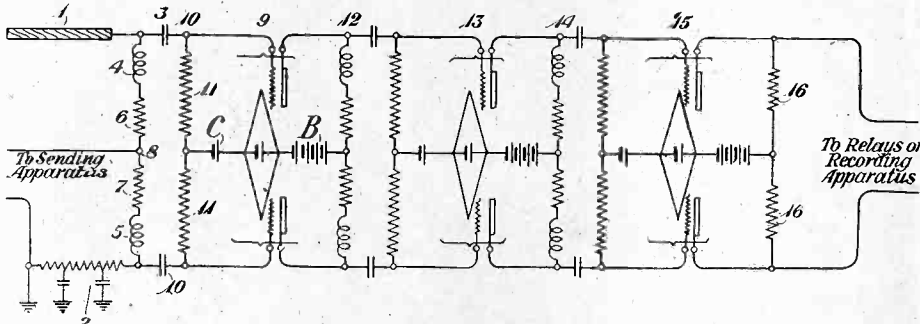 1
3
10
9
12
13
14
15
4
11
16
6
C
B
8
To Sending
Apparatus
7
To Relays or
Recording
Apparatus
11
16
5
10
2